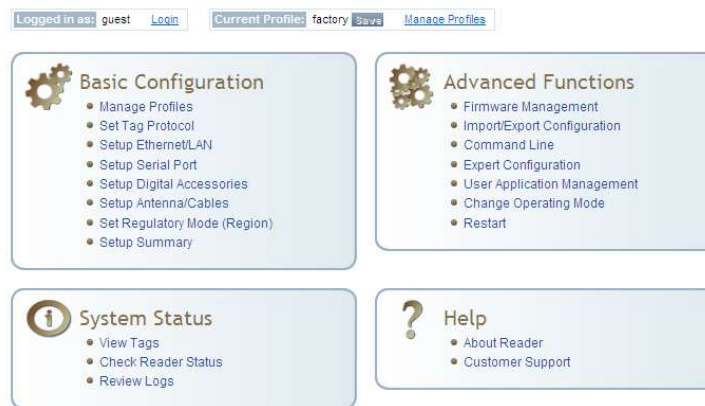 Logged in as: guest Login Current Profile: factory Save Manage Profiles
Basic Configuration
Manage Profiles
Set Tag Protocol
Setup Ethernet/LAN
Setup Serial Port
Setup Digital Accessories
Setup Antenna/Cables
Set Regulatory Mode (Region)
Setup Summary
Advanced Functions
Firmware Management
Import/Export Configuration
Command Line
Expert Configuration
User Application Management
Change Operating Mode
Restart
System Status
View Tags
Check Reader Status
Review Logs
Help
About Reader
Customer Support